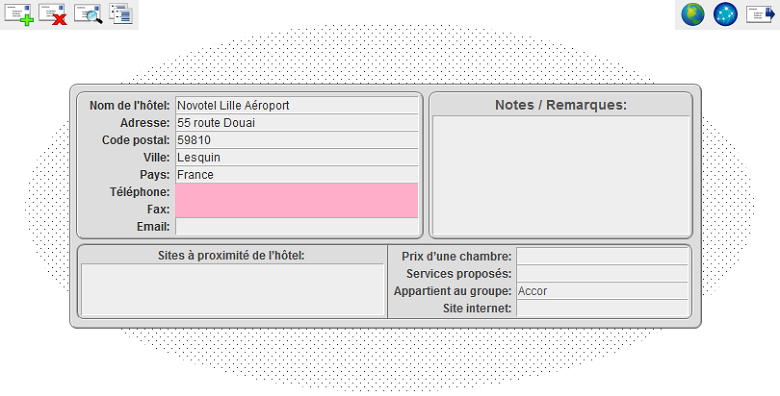 Nom de l'hôtel: Novotel Lille Aéroport
Adresse: 55 route Douai
Code postal: 59810
Ville: Lesquin
Pays: France
Téléphone:
Fax:
Email:
Notes / Remarques:
Sites à proximité de l'hôtel:
Prix d'une chambre:
Services proposés:
Appartient au groupe: Accor
Site internet: